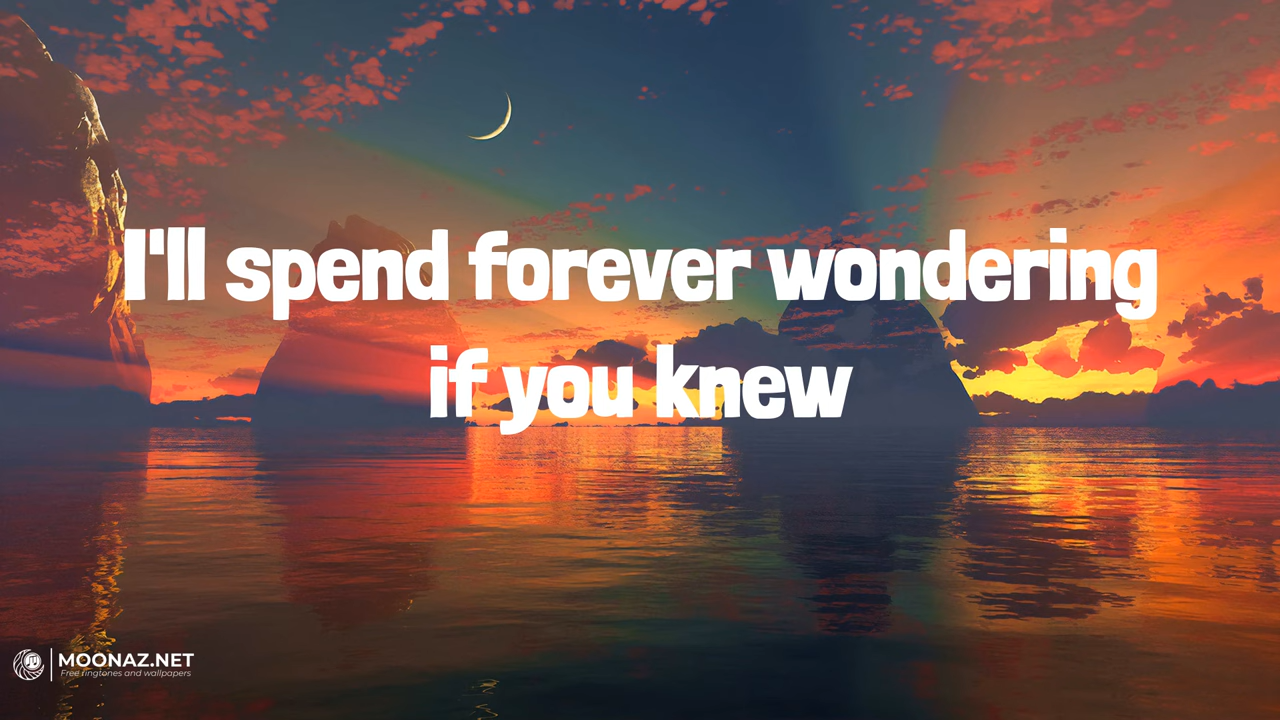 I'll spend forever wondering
if you knew
MOONAZ.NET
Free ringtones and wallpapers